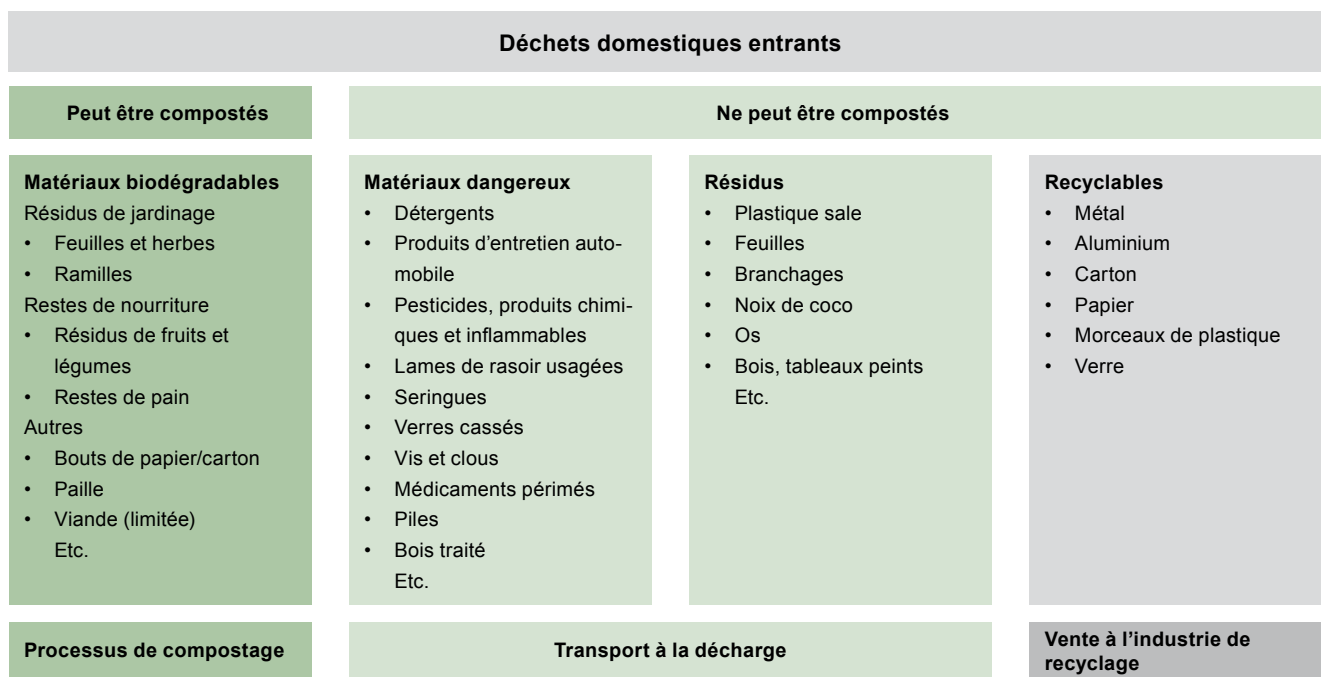 Déchets domestiques entrants
Peut être compostés
Ne peut être compostés
Matériaux biodégradables
Résidus de jardinage
• Feuilles et herbes
• Ramilles
Restes de nourriture
• Résidus de fruits et
légumes
• Restes de pain
Autres
• Bouts de papier/carton
• Paille
• Viande (limitée)
Etc.
Matériaux dangereux
• Détergents
• Produits d’entretien auto-
mobile
• Pesticides, produits chimi-
ques et inflammables
• Lames de rasoir usagées
• Seringues
• Verres cassés
• Vis et clous
• Médicaments périmés
• Piles
• Bois traité
Etc.
Résidus
• Plastique sale
• Feuilles
• Branchages
• Noix de coco
• Os
• Bois, tableaux peints
Etc.
Recyclables
• Métal
• Aluminium
• Carton
• Papier
• Morceaux de plastique
• Verre
Processus de compostage
Transport à la décharge
Vente à l’industrie de
recyclage